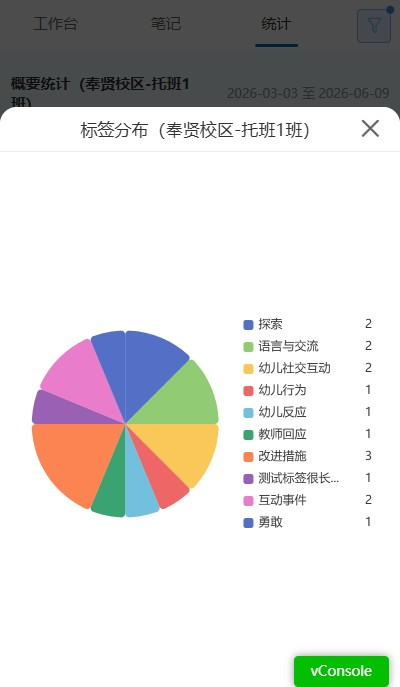 工作台 笔记 统计
概要统计（奉贤校区-托班1班） 2026-03-03 至 2026-06-09
标签分布（奉贤校区-托班1班）
探索 2
语言与交流 2
幼儿社交互动 2
幼儿行为 1
幼儿反应 1
教师回应 1
改进措施 3
测试标签很长... 1
互动事件 2
勇敢 1
vConsole